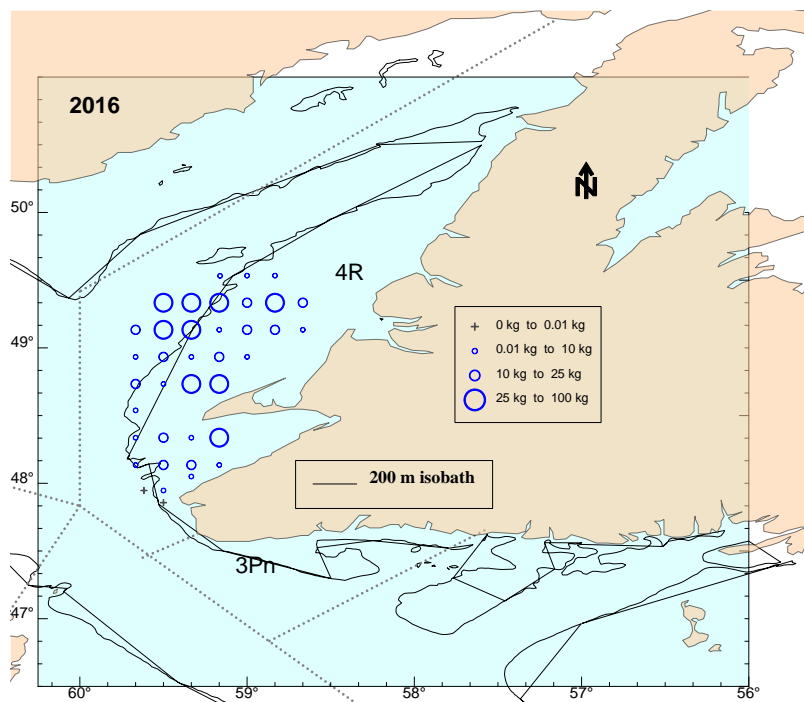 2016
50°
4R
N
0 kg to 0.01 kg
0.01 kg to 10 kg
10 kg to 25 kg
25 kg to 100 kg
49°
48°
200 m isobath
3Pn
47°
60°
59°
58°
57°
56°